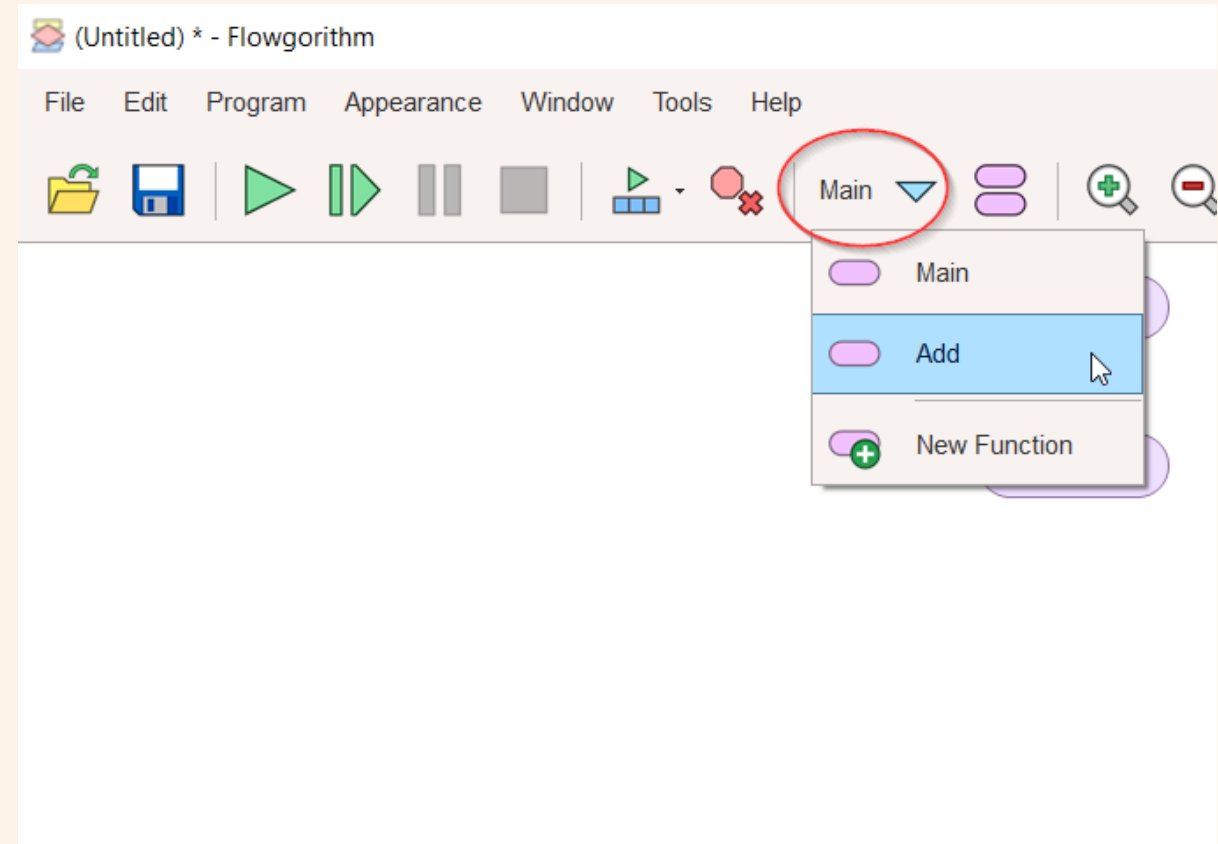 (Untitled) * - Flowgorithm
File Edit Program Appearance Window Tools Help
Main
Main
Add
New Function